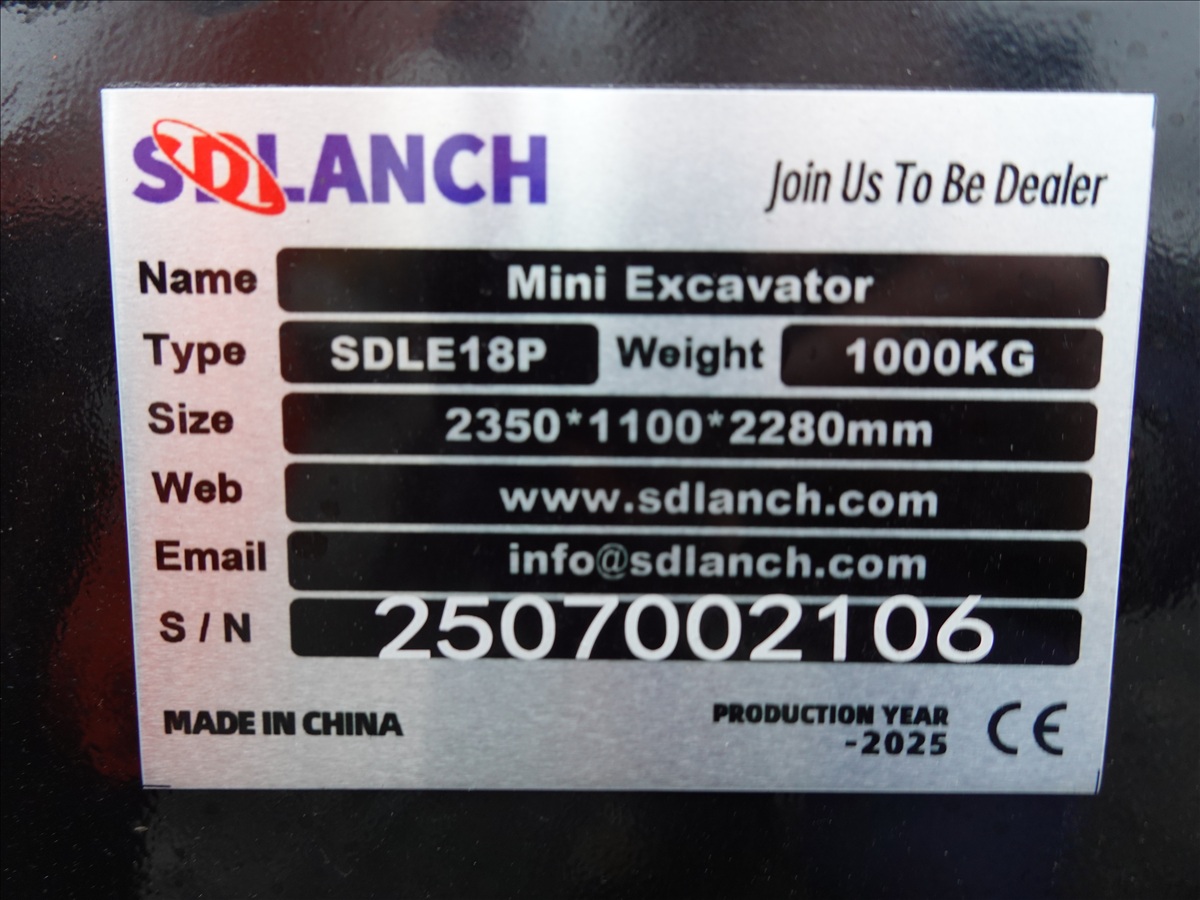 SDLANCH
Join Us To Be Dealer
Name Mini Excavator
Type SDLE18P Weight 1000KG
Size 2350*1100*2280mm
Web www.sdlanch.com
Email info@sdlanch.com
S / N 2507002106
MADE IN CHINA
PRODUCTION YEAR
-2025
CE